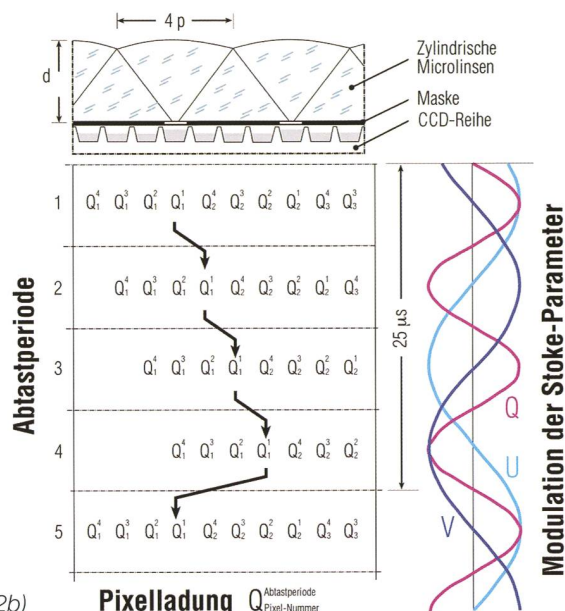 4 p
d
Zylindrische
Microlinsen
Maske
CCD-Reihe
Abtastperiode
1 Q₁⁴ Q₁³ Q₁² Q₁¹ Q₂⁴ Q₂³ Q₂² Q₂¹ Q₃⁴ Q₃³
2 Q₁⁴ Q₁³ Q₁² Q₁¹ Q₂⁴ Q₂³ Q₂² Q₂¹ Q₃⁴
3 Q₁⁴ Q₁³ Q₁² Q₁¹ Q₂⁴ Q₂³ Q₂² Q₂¹
4 Q₁⁴ Q₁³ Q₁² Q₁¹ Q₂⁴ Q₂³ Q₂²
5 Q₁⁴ Q₁³ Q₁² Q₁¹ Q₂⁴ Q₂³ Q₂² Q₂¹ Q₃⁴ Q₃³
25 µs
Q
U
V
Modulation der Stoke-Parameter
2b)
Pixelladung Q Abtastperiode
Pixel-Nummer